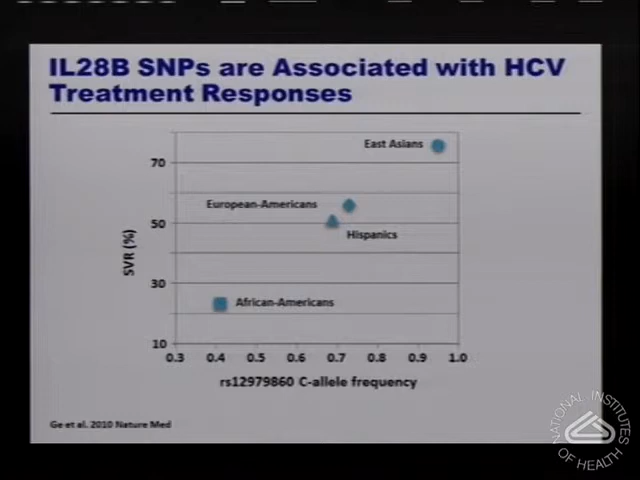 IL28B SNPs are Associated with HCV
Treatment Responses
East Asians
70
European-Americans
50
Hispanics
SVR (%)
30
African-Americans
10
0.3 0.4 0.5 0.6 0.7 0.8 0.9 1.0
rs12979860 C-allele frequency
Ge et al. 2010 Nature Med
NATIONAL INSTITUTES
OF HEALTH